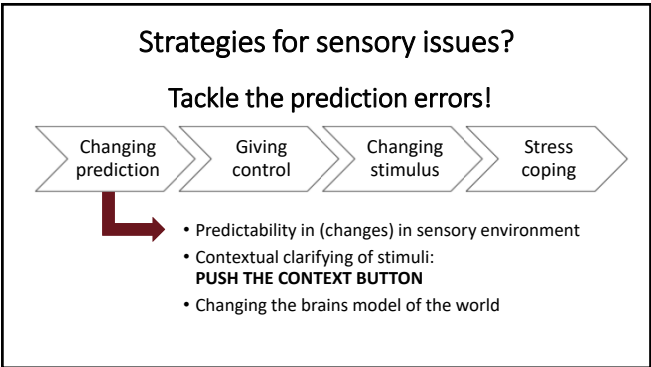 Strategies for sensory issues?
Tackle the prediction errors!
Changing
prediction
Giving
control
Changing
stimulus
Stress
coping
• Predictability in (changes) in sensory environment
• Contextual clarifying of stimuli:
PUSH THE CONTEXT BUTTON
• Changing the brains model of the world